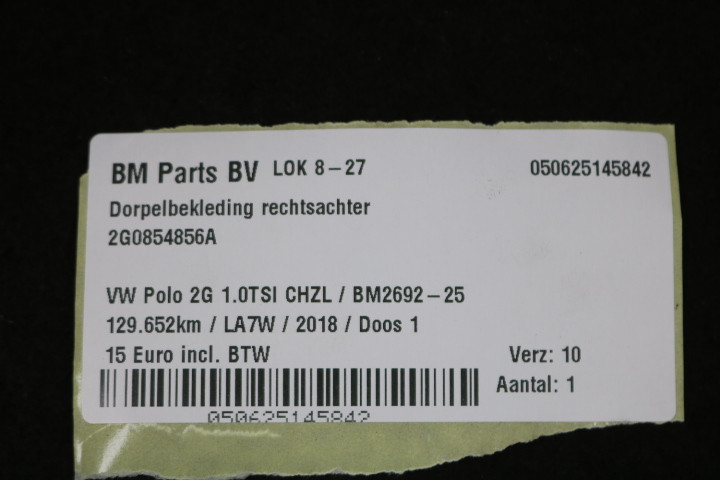 BM Parts BV LOK 8-27 050625145842
Dorpelbekleding rechtsachter
2G0854856A
VW Polo 2G 1.0TSI CHZL / BM2692-25
129.652km / LA7W / 2018 / Doos 1
15 Euro incl. BTW Verz: 10
Aantal: 1
050625145842